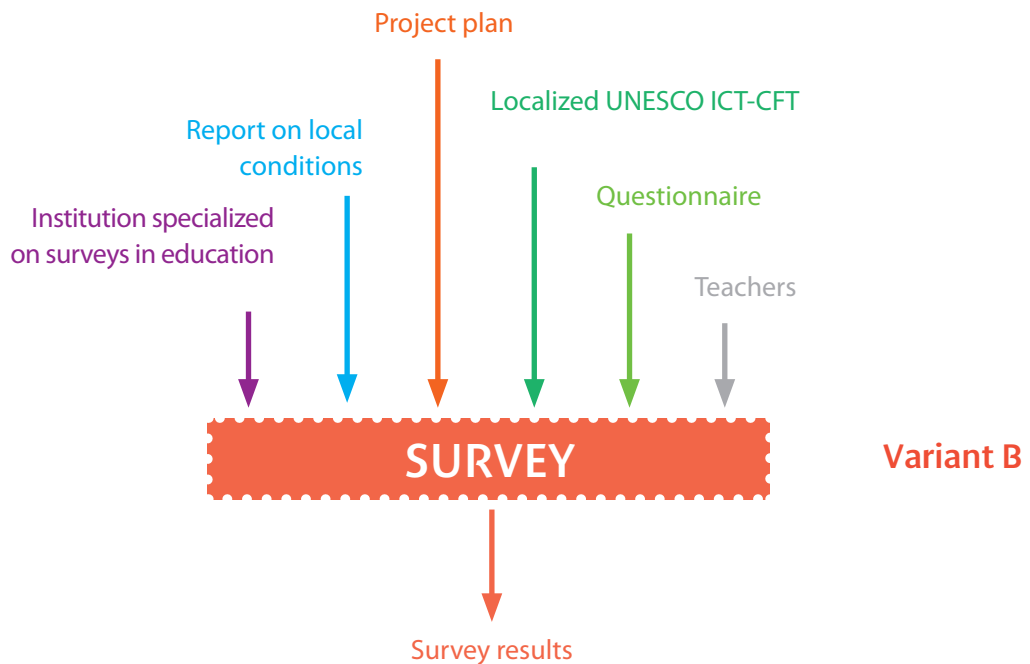 Project plan
Localized UNESCO ICT-CFT
Report on local
conditions
Questionnaire
Institution specialized
on surveys in education
Teachers
SURVEY
Variant B
Survey results